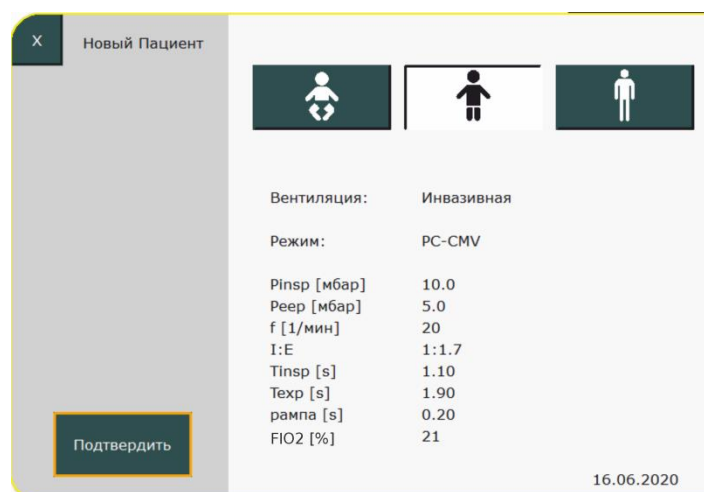 X
Новый Пациент
Вентиляция: Инвазивная
Режим: PC-CMV
Pinsp [мбар] 10.0
Peep [мбар] 5.0
f [1/мин] 20
I:E 1:1.7
Tinsp [s] 1.10
Texp [s] 1.90
рампа [s] 0.20
FIO2 [%] 21
Подтвердить
16.06.2020